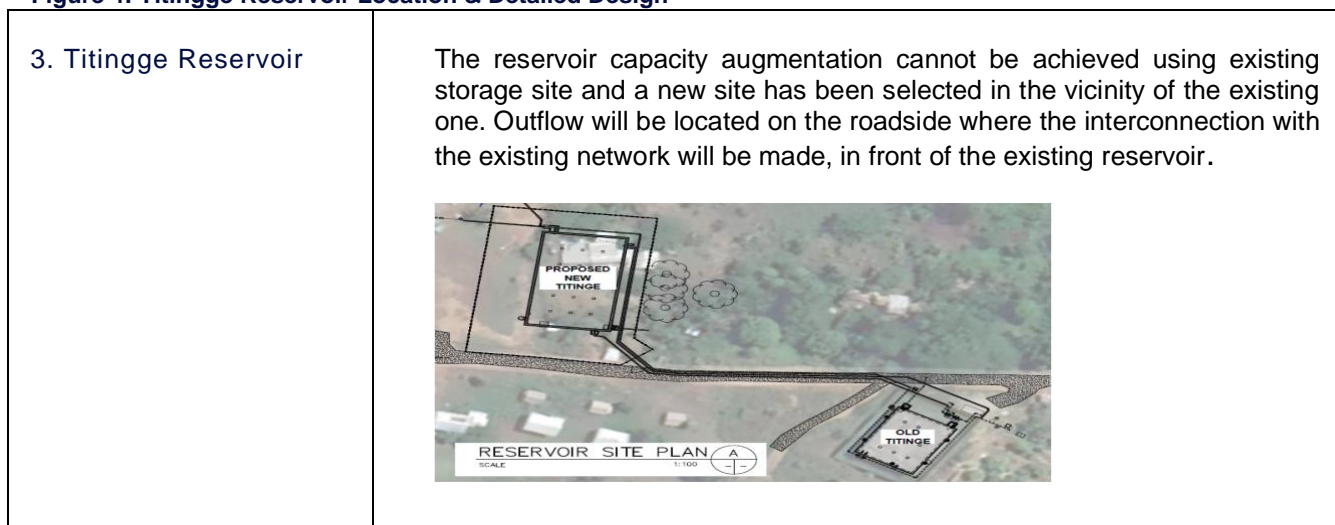 Figure 4. Titingge Reservoir Location & Detailed Design
3. Titingge Reservoir
The reservoir capacity augmentation cannot be achieved using existing
storage site and a new site has been selected in the vicinity of the existing
one. Outflow will be located on the roadside where the interconnection with
the existing network will be made, in front of the existing reservoir.
PROPOSED
NEW
TITINGE
OLD
TITINGE
RESERVOIR SITE PLAN
SCALE 1:100
A